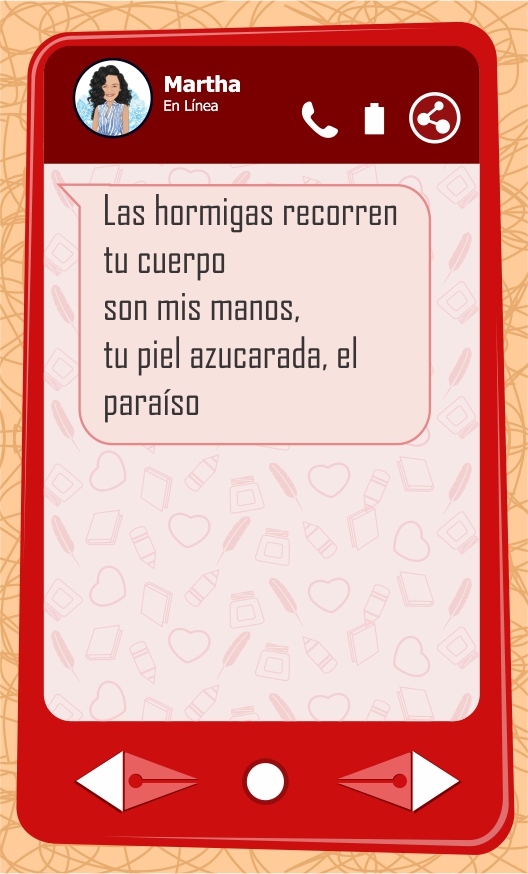 Martha
En Línea
Las hormigas recorren
tu cuerpo
son mis manos,
tu piel azucarada, el
paraíso